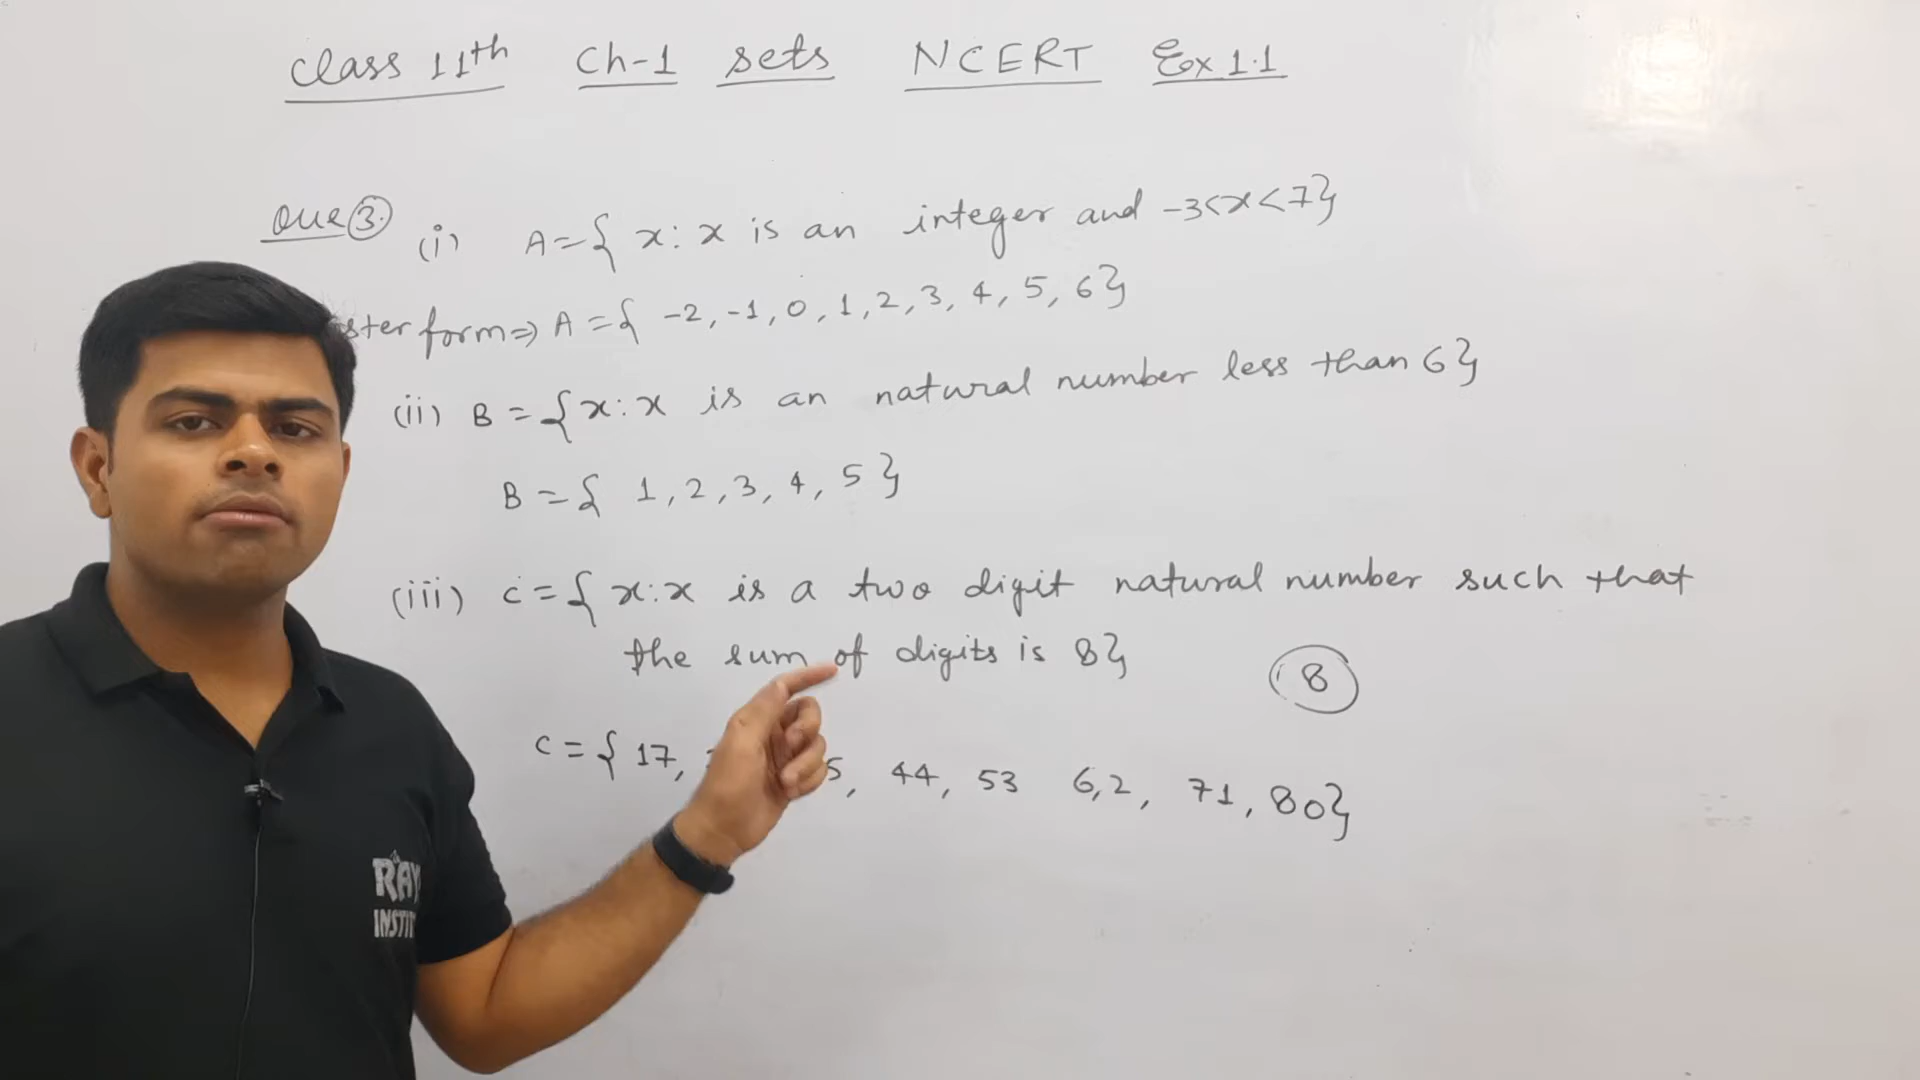 class 11th Ch-1 sets NCERT Ex 1.1
Que 3.
(i) A={ x: x is an integer and -3<x<7}
ster form⇒ A ={ -2, -1, 0, 1, 2, 3, 4, 5, 6}
(ii) B ={x:x is an natural number less than 6}
B ={ 1, 2, 3, 4, 5 }
(iii) C={ x:x is a two digit natural number such that
the sum of digits is 8}
8
C={ 17, 5, 44, 53 6,2, 71, 80}
RAY
INSTIT